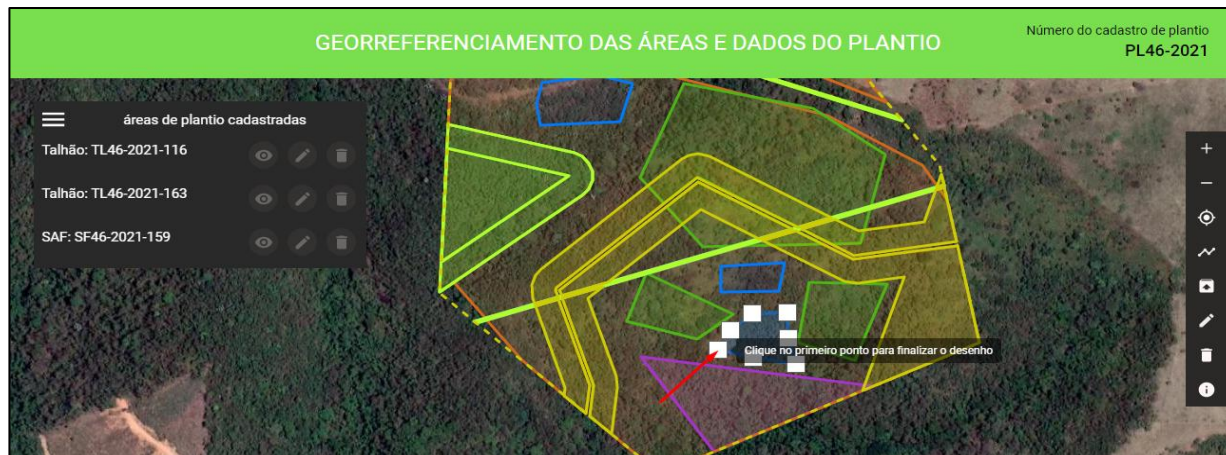 GEORREFERENCIAMENTO DAS ÁREAS E DADOS DO PLANTIO
Número do cadastro de plantio
PL46-2021
áreas de plantio cadastradas
Talhão: TL46-2021-116
Talhão: TL46-2021-163
SAF: SF46-2021-159
Clique no primeiro ponto para finalizar o desenho